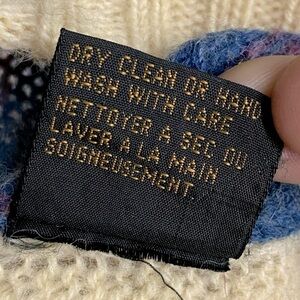 DRY CLEAN OR HAND
WASH WITH CARE
NETTOYER A SEC OU
LAVER A LA MAIN
SOIGNEUSEMENT